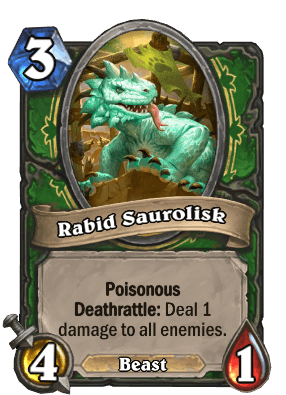 3
Rabid Saurolisk
Poisonous
Deathrattle: Deal 1
damage to all enemies.
4
Beast
1